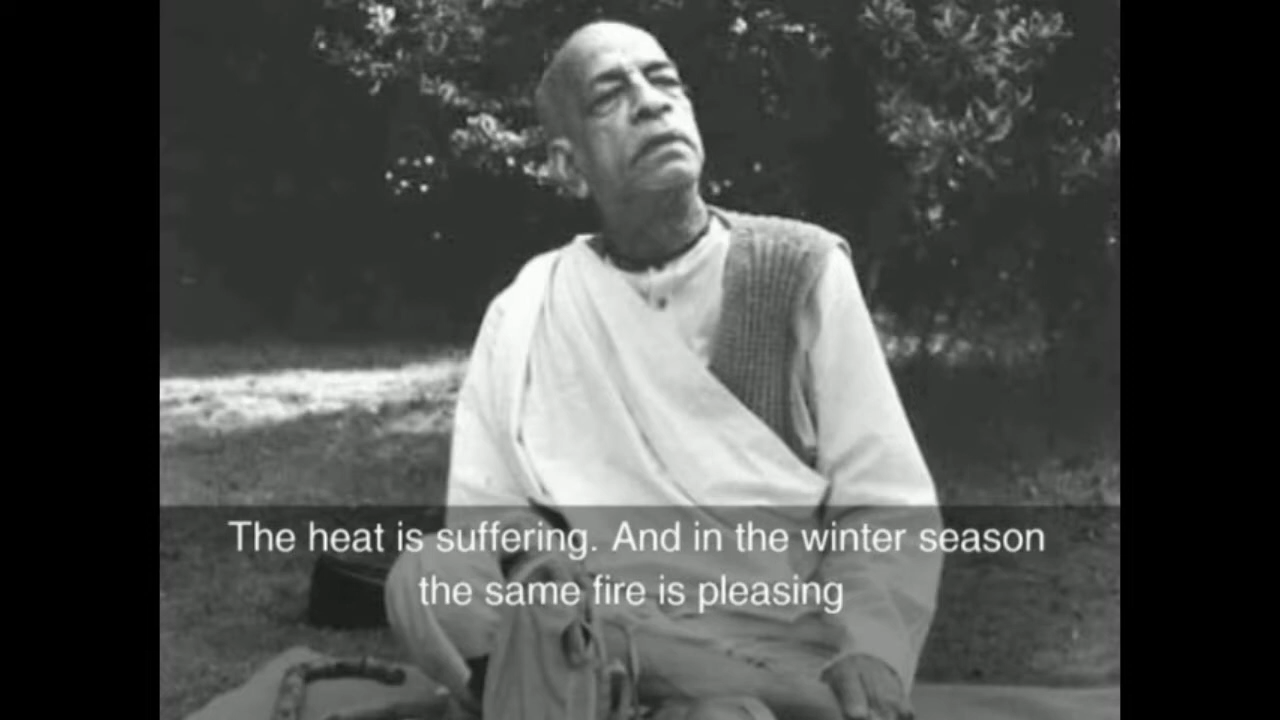 The heat is suffering. And in the winter season
the same fire is pleasing